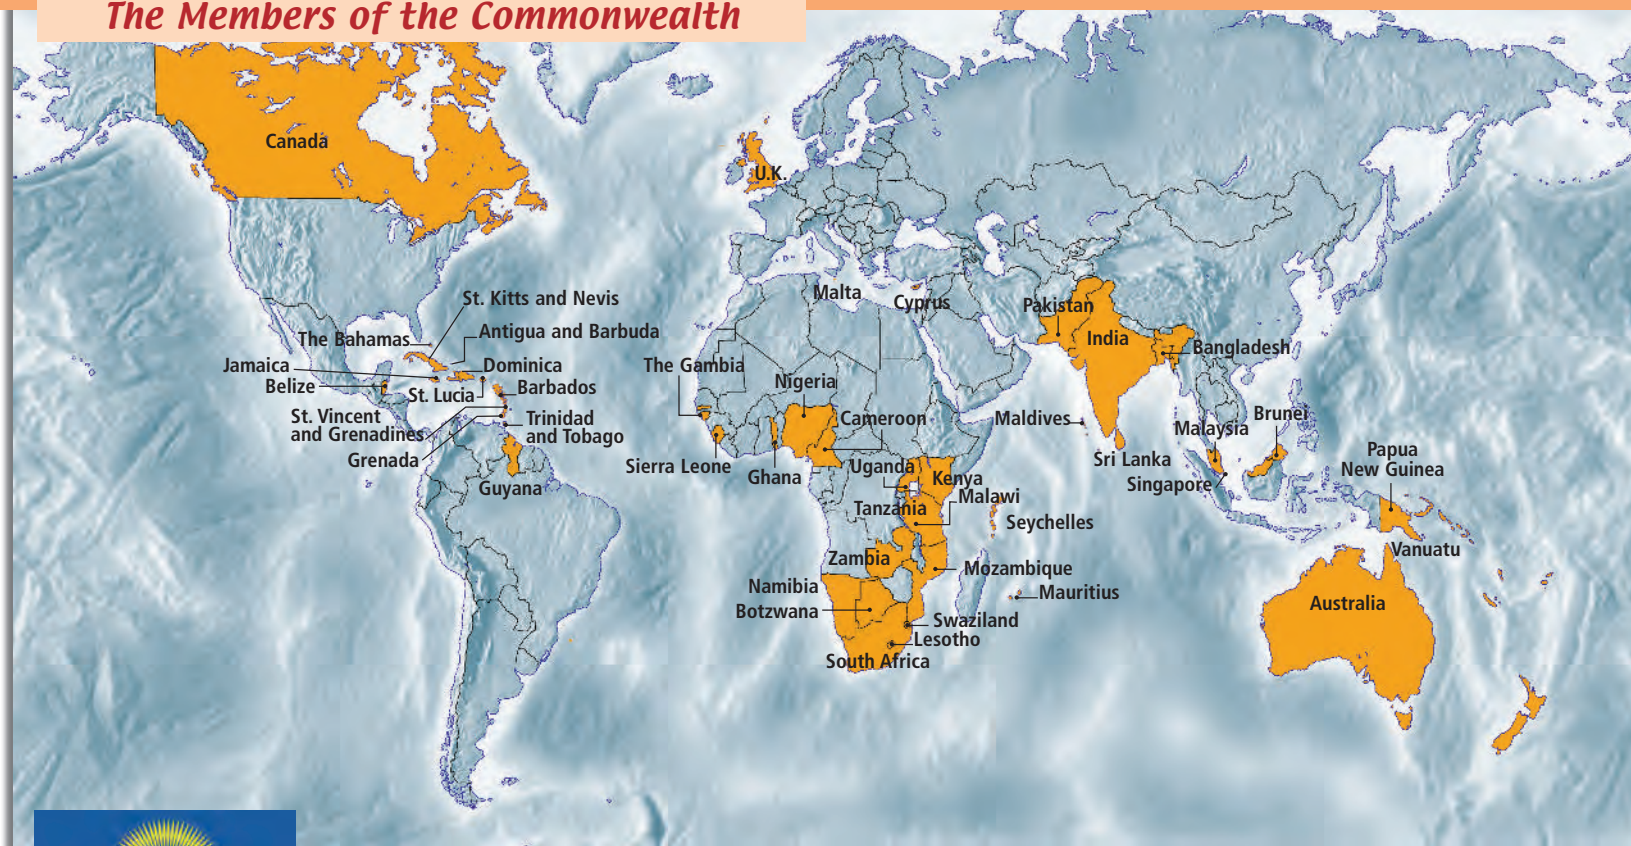 The Members of the Commonwealth
Canada
U.K.
St. Kitts and Nevis
Malta
Cyprus
Pakistan
The Bahamas
Antigua and Barbuda
India
Bangladesh
Jamaica
Dominica
The Gambia
Belize
St. Lucia
Barbados
Nigeria
St. Vincent
and Grenadines
Trinidad
and Tobago
Cameroon
Maldives
Brunei
Malaysia
Grenada
Sierra Leone
Ghana
Uganda
Kenya
Sri Lanka
Singapore
Papua
New Guinea
Guyana
Malawi
Tanzania
Seychelles
Vanuatu
Zambia
Mozambique
Namibia
Mauritius
Botzwana
Swaziland
Lesotho
South Africa
Australia